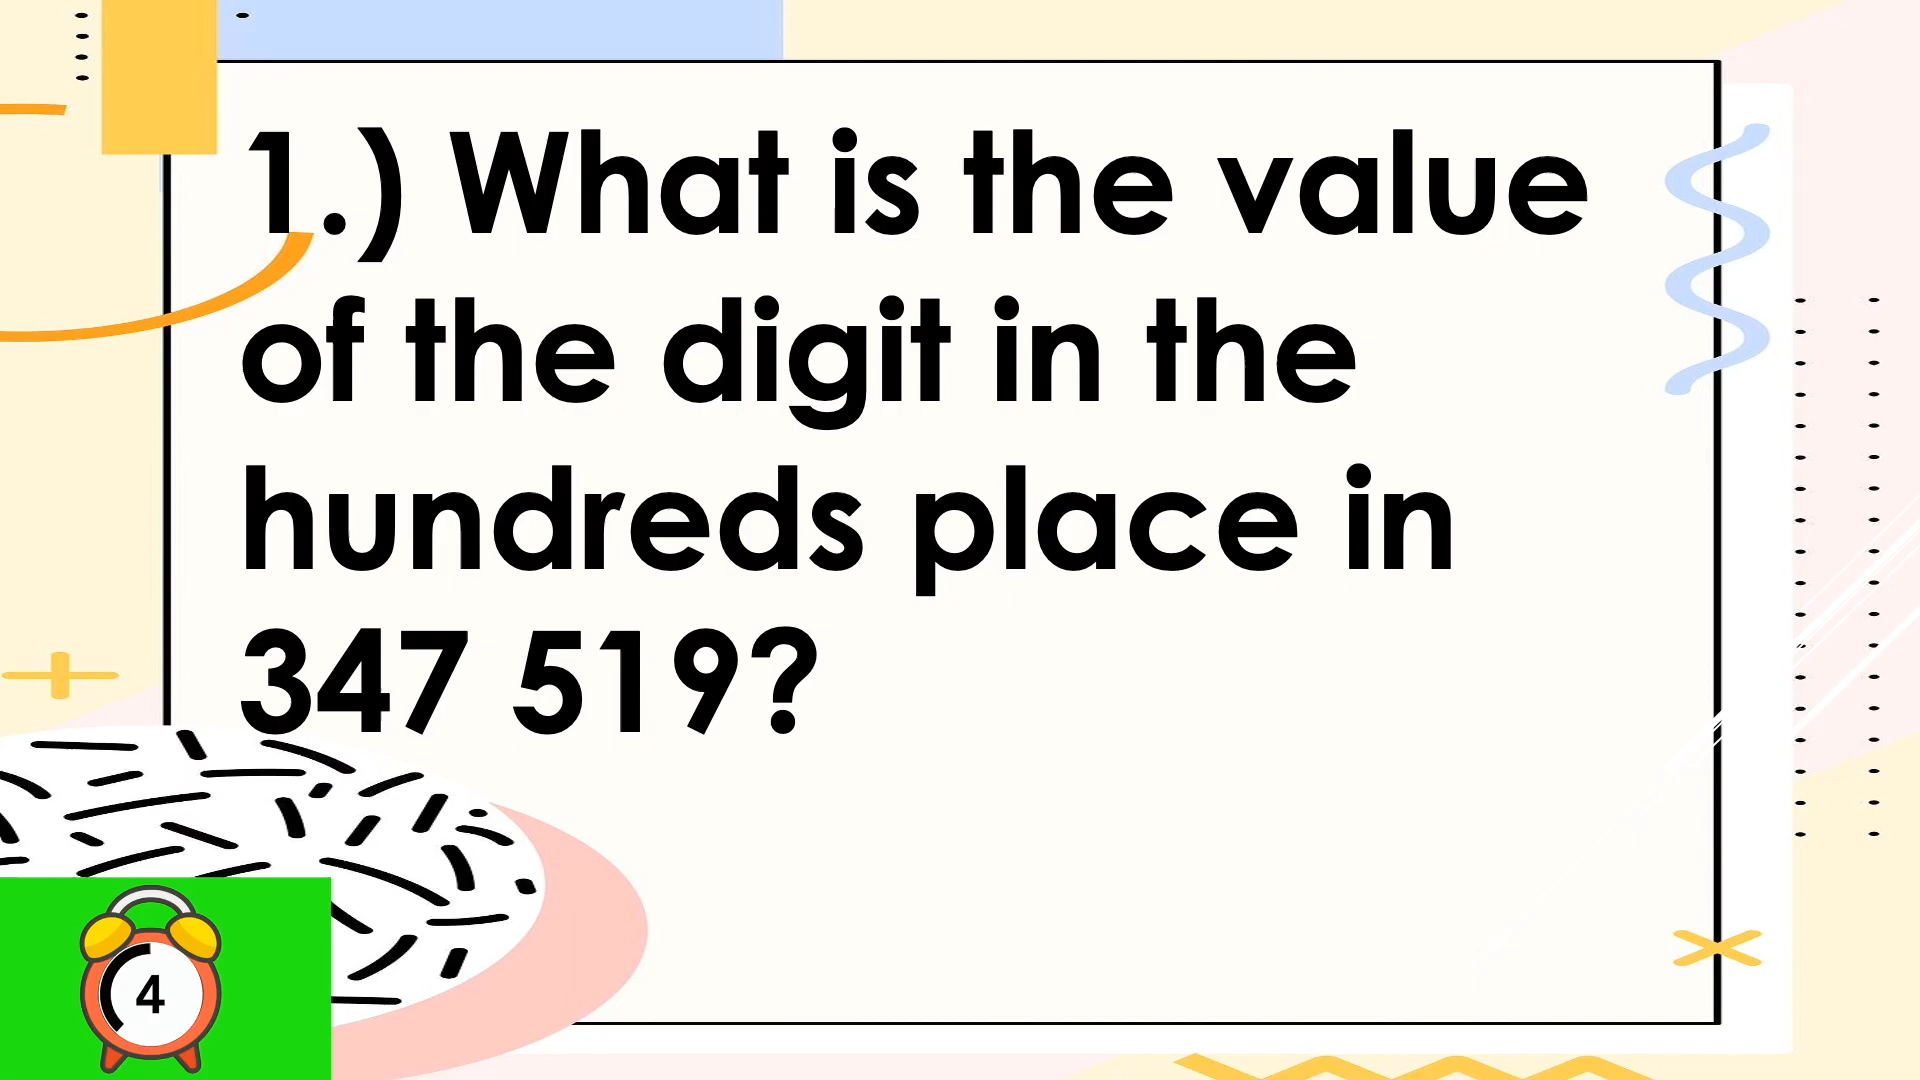 1.) What is the value
of the digit in the
hundreds place in
347 519?
4